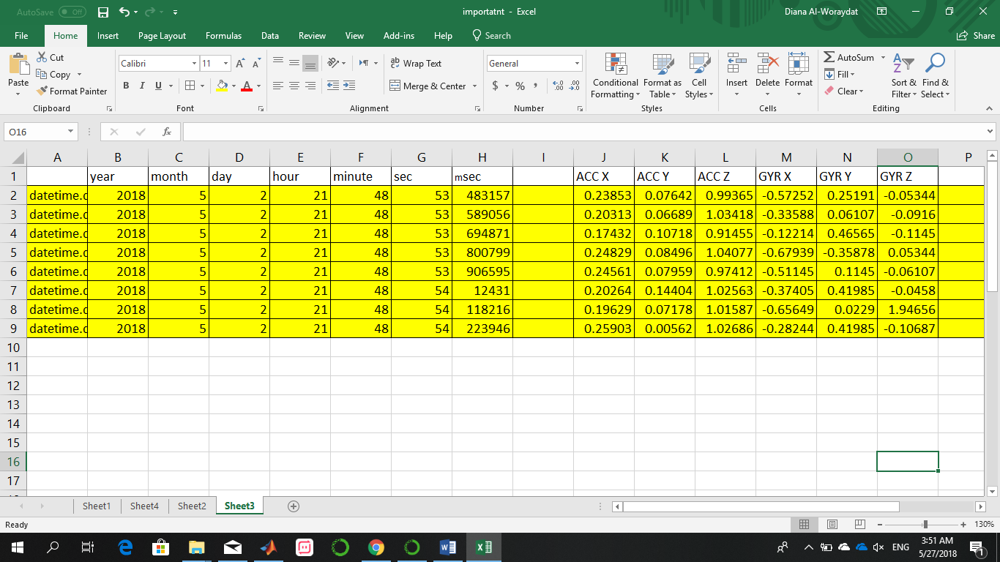 AutoSave Off importatnt - Excel Diana Al-Woraydat
File Home Insert Page Layout Formulas Data Review View Add-ins Help Search Share
Paste Cut Copy Format Painter Clipboard
Calibri 11 A A B I U A Font
ab Wrap Text Merge & Center Alignment
General $ % , .00 .00 Number
Conditional Formatting Format as Table Cell Styles Styles
Insert Delete Format Cells
AutoSum Fill Clear Sort & Filter Find & Select Editing
O16 fx
A B C D E F G H I J K L M N O P
1 year month day hour minute sec msec ACC X ACC Y ACC Z GYR X GYR Y GYR Z
2 datetime.d 2018 5 2 21 48 53 483157 0.23853 0.07642 0.99365 -0.57252 0.25191 -0.05344
3 datetime.d 2018 5 2 21 48 53 589056 0.20313 0.06689 1.03418 -0.33588 0.06107 -0.0916
4 datetime.d 2018 5 2 21 48 53 694871 0.17432 0.10718 0.91455 -0.12214 0.46565 -0.1145
5 datetime.d 2018 5 2 21 48 53 800799 0.24829 0.08496 1.04077 -0.67939 -0.35878 0.05344
6 datetime.d 2018 5 2 21 48 53 906595 0.24561 0.07959 0.97412 -0.51145 0.1145 -0.06107
7 datetime.d 2018 5 2 21 48 54 12431 0.20264 0.14404 1.02563 -0.37405 0.41985 -0.0458
8 datetime.d 2018 5 2 21 48 54 118216 0.19629 0.07178 1.01587 -0.65649 0.0229 1.94656
9 datetime.d 2018 5 2 21 48 54 223946 0.25903 0.00562 1.02686 -0.28244 0.41985 -0.10687
10
11
12
13
14
15
16
17
Sheet1 Sheet4 Sheet2 Sheet3
Ready 130%
ENG 3:51 AM
5/27/2018 1